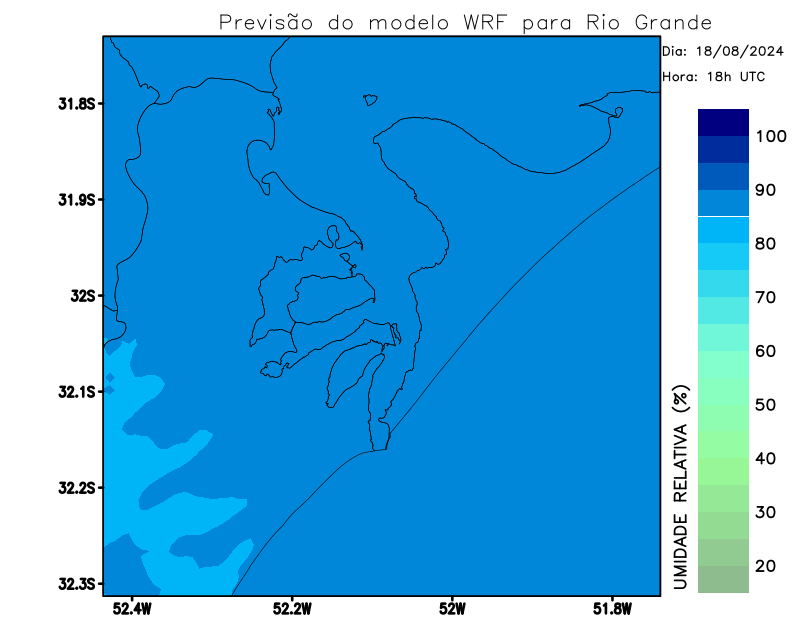 Previsão do modelo WRF para Rio Grande
Dia: 18/08/2024
Hora: 18h UTC
31.8S
31.9S
32S
32.1S
32.2S
32.3S
52.4W
52.2W
52W
51.8W
100
90
80
70
60
50
40
30
20
UMIDADE RELATIVA (%)